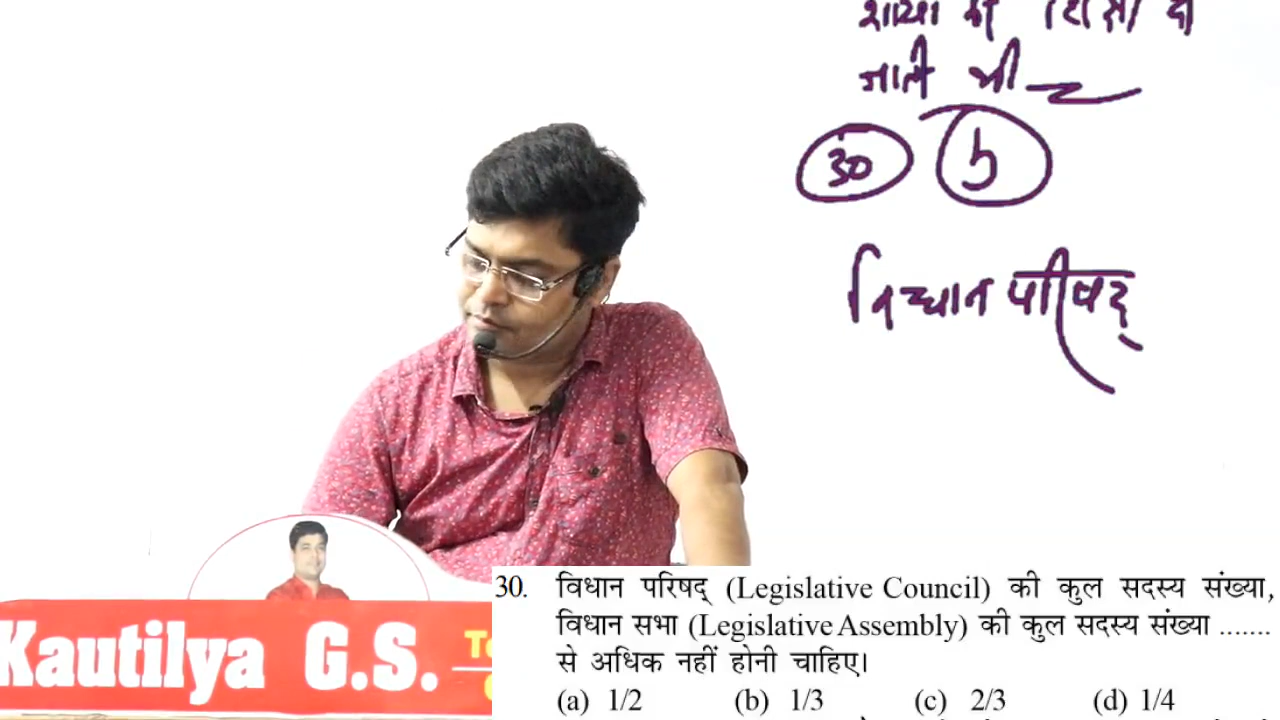 जाती थी
30 b
विधान परिषद्
Kautilya G.S.
30. विधान परिषद् (Legislative Council) की कुल सदस्य संख्या,
विधान सभा (Legislative Assembly) की कुल सदस्य संख्या .......
से अधिक नहीं होनी चाहिए।
(a) 1/2 (b) 1/3 (c) 2/3 (d) 1/4